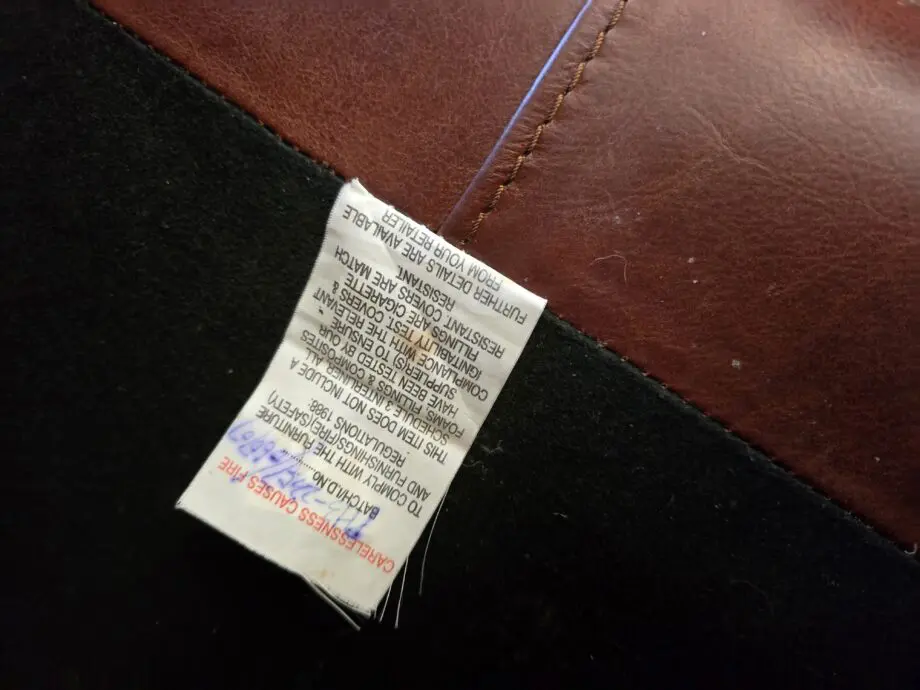 CARELESSNESS CAUSES FIRE
BATCH/I.D.No
TO COMPLY WITH THE FURNITURE
AND FURNISHINGS(FIRE)(SAFETY)
REGULATIONS 1988:
THIS ITEM DOES NOT INCLUDE A
SCHEDULE 3 INTERLINER ALL
FOAMS, FILLINGS & COMPOSITES
HAVE BEEN TESTED BY OUR
SUPPLIER(S) TO ENSURE
COMPLIANCE WITH THE RELEVANT
IGNITABILITY TEST COVERS &
FILLINGS ARE CIGARETTE
RESISTANT COVERS ARE MATCH
RESISTANT.
FURTHER DETAILS ARE AVAILABLE
FROM YOUR RETAILER